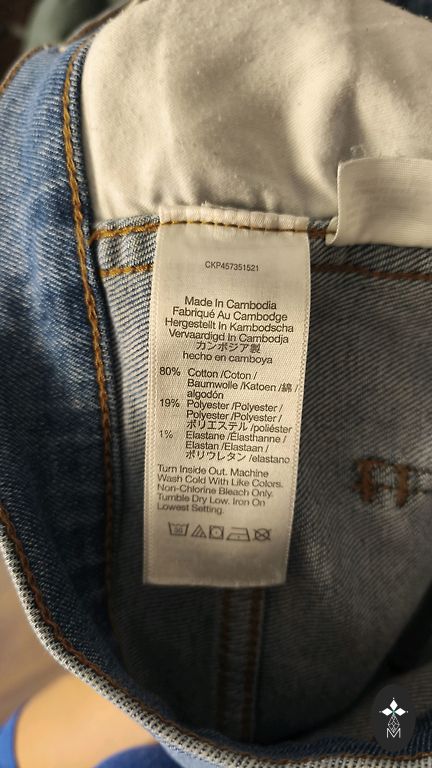 CKP457351521
Made In Cambodia
Fabriqué Au Cambodge
Hergestellt In Kambodscha
Vervaardigd In Cambodja
カンボジア製
hecho en camboya
80% Cotton /Coton /
Baumwolle /Katoen /綿 /
algodón
19% Polyester /Polyester /
Polyester /Polyester /
ポリエステル /poliéster
1% Elastane /Élasthanne /
Elastan /Elastaan /
ポリウレタン /elastano
Turn Inside Out. Machine
Wash Cold With Like Colors.
Non-Chlorine Bleach Only.
Tumble Dry Low. Iron On
Lowest Setting.
30
M